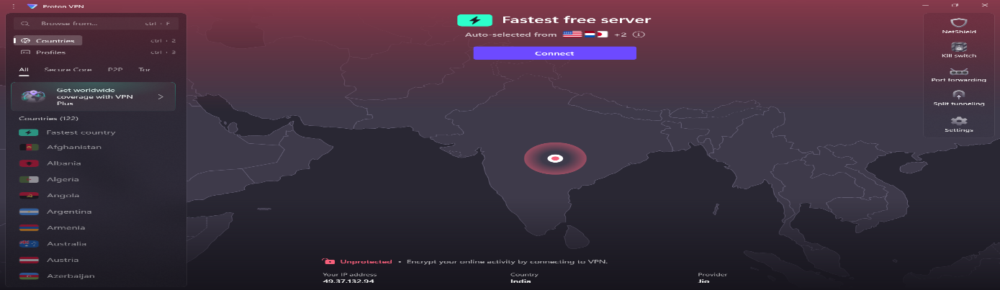 Proton VPN
Browse from... ctrl + F
Countries ctrl + 2
Profiles ctrl + 3
All Secure Core P2P Tor
Get worldwide
coverage with VPN
Plus
Countries (122)
Fastest country
Afghanistan
Albania
Algeria
Angola
Argentina
Armenia
Australia
Austria
Azerbaijan
Fastest free server
Auto-selected from +2
Connect
Unprotected • Encrypt your online activity by connecting to VPN.
Your IP address Country Provider
49.37.132.94 India Jio
NetShield
Kill switch
Port forwarding
Split tunneling
Settings